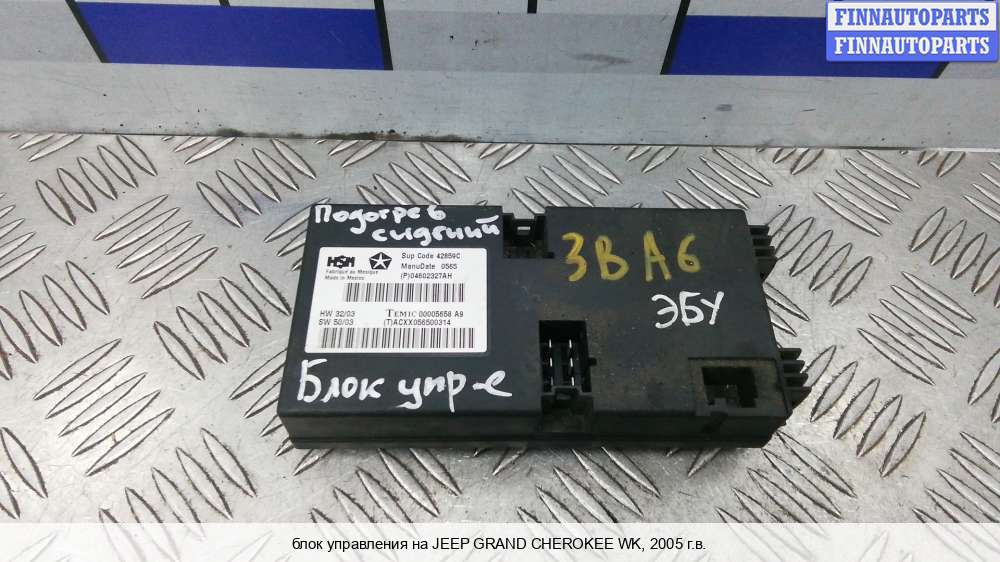 FINNAUTOPARTS
FINNAUTOPARTS
Подогрев
сидений
HSM
Fabriqué au Mexique
Made in Mexico
Sup Code 42859C
ManuDate 0565
(P)04602327AH
HW 32/03
SW 50/03
TEMIC 00005658 A9
(T)ACXX056500314
3BA6
ЭБУ
Блок упр-е
блок управления на JEEP GRAND CHEROKEE WK, 2005 г.в.